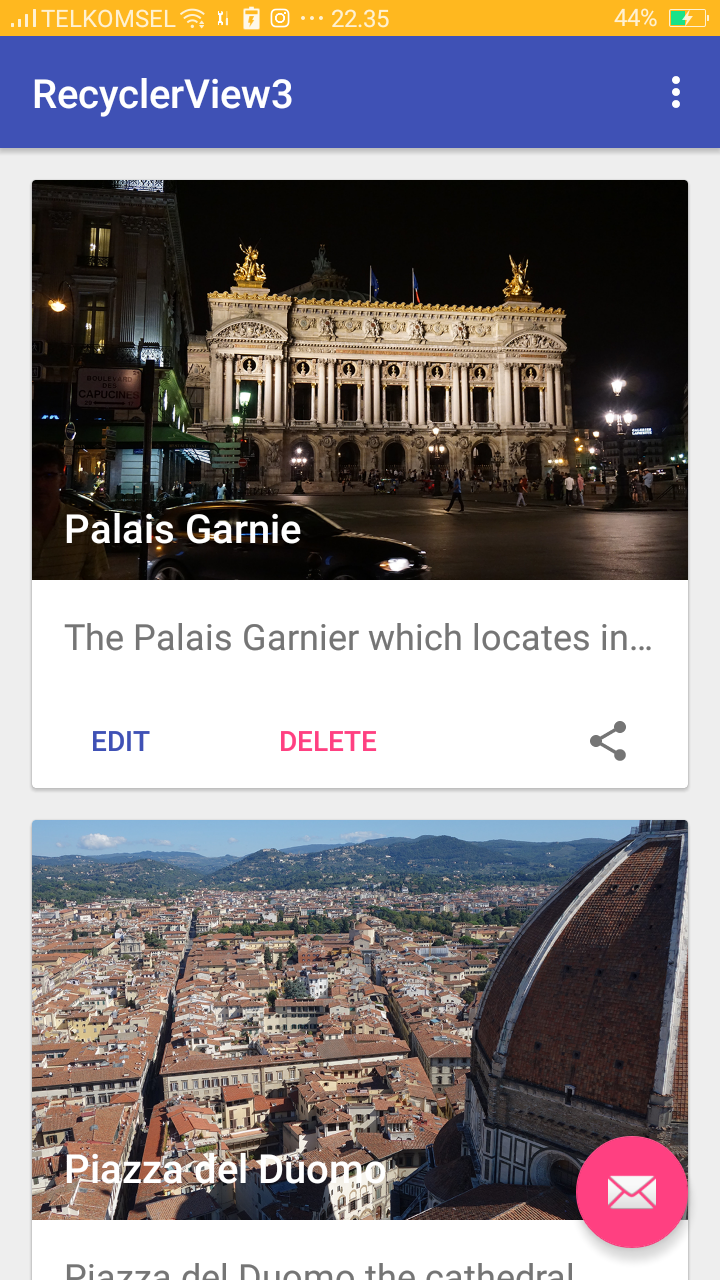 TELKOMSEL 22.35 44%
RecyclerView3
BOULEVARD
DES
CAPUCINES
Palais Garnie
The Palais Garnier which locates in…
EDIT DELETE
Piazza del Duomo
Piazza del Duomo the cathedral